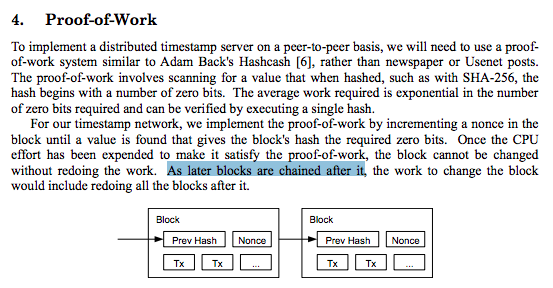 4. Proof-of-Work
To implement a distributed timestamp server on a peer-to-peer basis, we will need to use a proof-
of-work system similar to Adam Back's Hashcash [6], rather than newspaper or Usenet posts.
The proof-of-work involves scanning for a value that when hashed, such as with SHA-256, the
hash begins with a number of zero bits. The average work required is exponential in the number
of zero bits required and can be verified by executing a single hash.
For our timestamp network, we implement the proof-of-work by incrementing a nonce in the
block until a value is found that gives the block's hash the required zero bits. Once the CPU
effort has been expended to make it satisfy the proof-of-work, the block cannot be changed
without redoing the work. As later blocks are chained after it, the work to change the block
would include redoing all the blocks after it.
Block Block
Prev Hash Nonce Prev Hash Nonce
Tx Tx ... Tx Tx ...